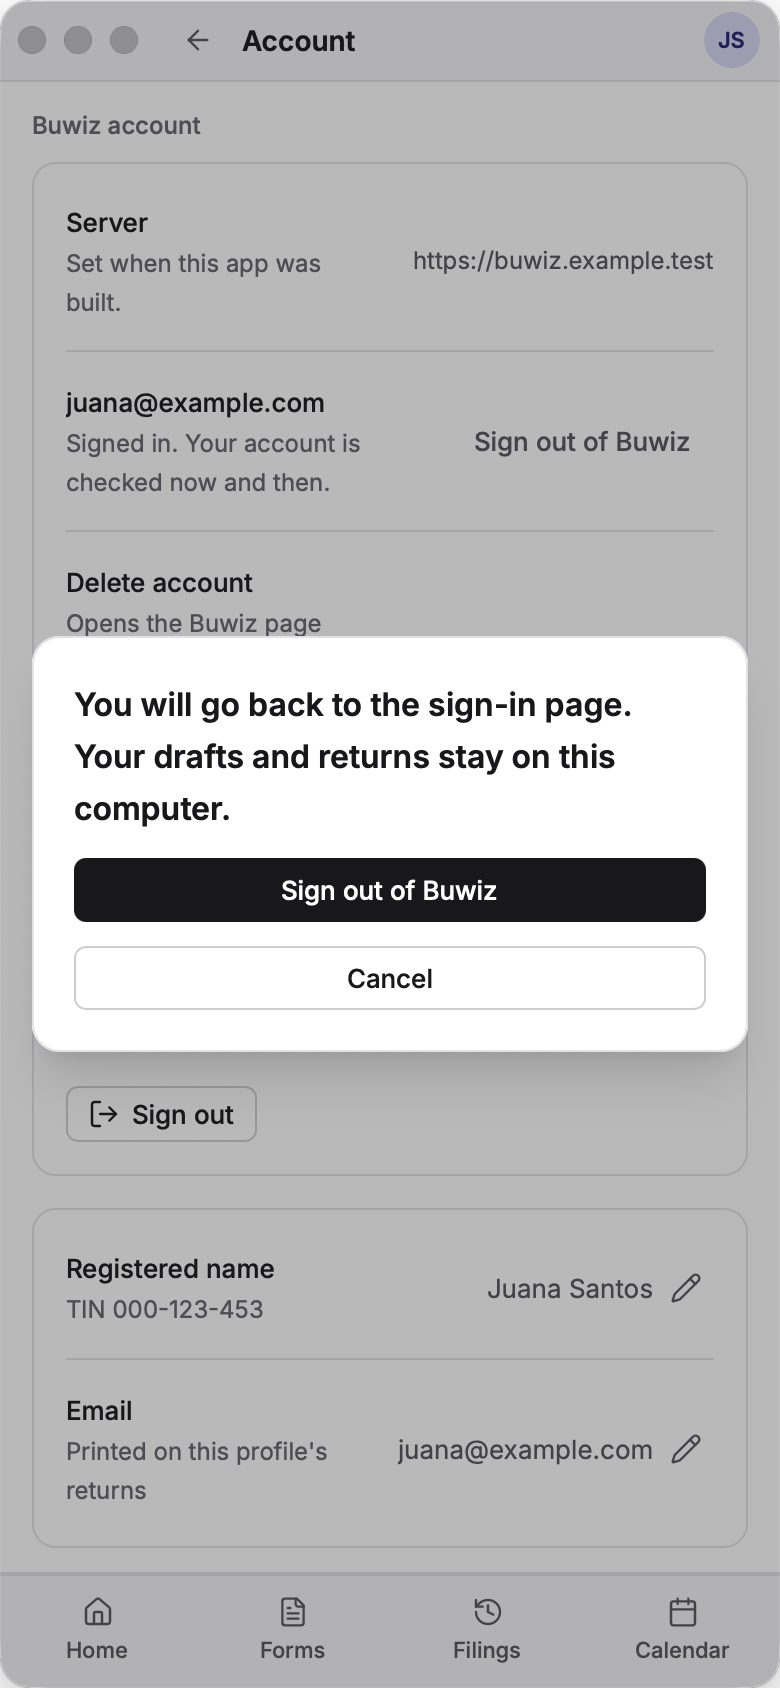 Account
JS
Buwiz account
Server
Set when this app was
built.
https://buwiz.example.test
juana@example.com
Signed in. Your account is
checked now and then.
Sign out of Buwiz
Delete account
Opens the Buwiz page
You will go back to the sign-in page.
Your drafts and returns stay on this
computer.
Sign out of Buwiz
Cancel
Sign out
Registered name
TIN 000-123-453
Juana Santos
Email
Printed on this profile's
returns
juana@example.com
Home
Forms
Filings
Calendar